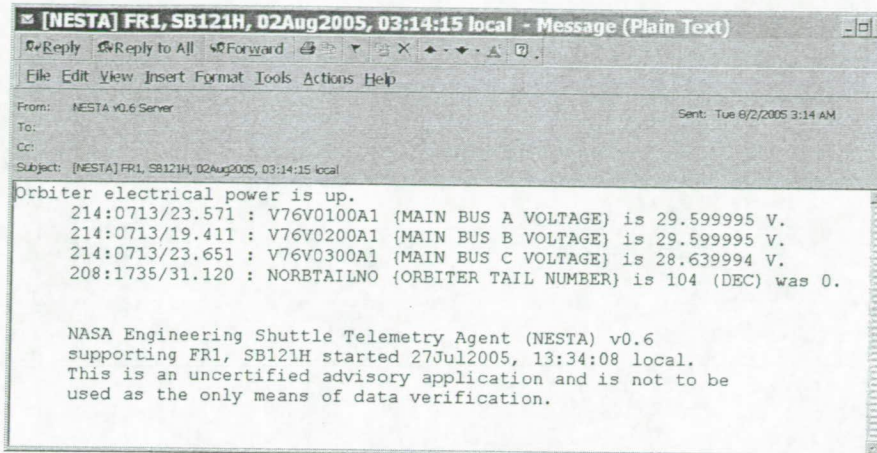 [NESTA] FR1, SB121H, 02Aug2005, 03:14:15 local - Message (Plain Text)
Reply Reply to All Forward
File Edit View Insert Format Tools Actions Help
From: NESTA v0.6 Server Sent: Tue 8/2/2005 3:14 AM
To:
Cc:
Subject: [NESTA] FR1, SB121H, 02Aug2005, 03:14:15 local
Orbiter electrical power is up.
214:0713/23.571 : V76V0100A1 {MAIN BUS A VOLTAGE} is 29.599995 V.
214:0713/19.411 : V76V0200A1 {MAIN BUS B VOLTAGE} is 29.599995 V.
214:0713/23.651 : V76V0300A1 {MAIN BUS C VOLTAGE} is 28.639994 V.
208:1735/31.120 : NORBTAILNO {ORBITER TAIL NUMBER} is 104 (DEC) was 0.
NASA Engineering Shuttle Telemetry Agent (NESTA) v0.6
supporting FR1, SB121H started 27Jul2005, 13:34:08 local.
This is an uncertified advisory application and is not to be
used as the only means of data verification.